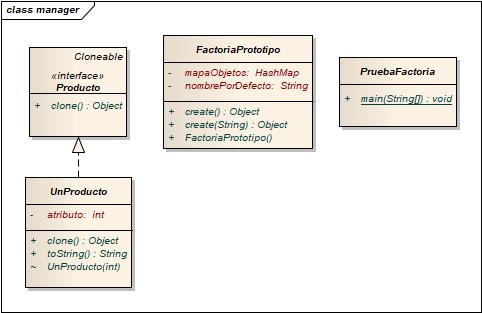 class manager
Cloneable
«interface»
Producto
+ clone() : Object
UnProducto
- atributo: int
+ clone() : Object
+ toString() : String
~ UnProducto(int)
FactoriaPrototipo
- mapaObjetos: HashMap
- nombrePorDefecto: String
+ create() : Object
+ create(String) : Object
+ FactoriaPrototipo()
PruebaFactoria
+ main(String[]) : void